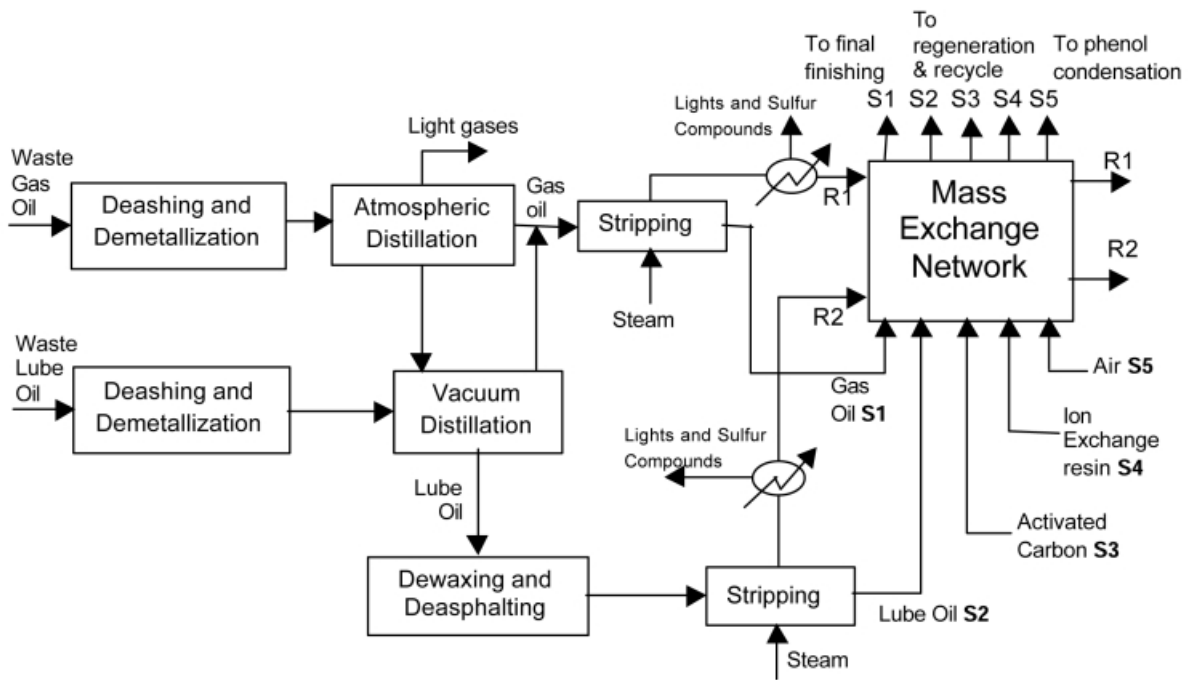 To final
finishing
To
regeneration
& recycle
To phenol
condensation
S1
S2
S3
S4
S5
Lights and Sulfur
Compounds
Light gases
Waste
Gas
Oil
Deashing and
Demetallization
Atmospheric
Distillation
Gas
oil
Stripping
Steam
R1
Mass
Exchange
Network
R1
R2
R2
Waste
Lube
Oil
Deashing and
Demetallization
Vacuum
Distillation
Gas
Oil S1
Air S5
Ion
Exchange
resin S4
Lights and Sulfur
Compounds
Lube
Oil
Activated
Carbon S3
Dewaxing and
Deasphalting
Stripping
Lube Oil S2
Steam